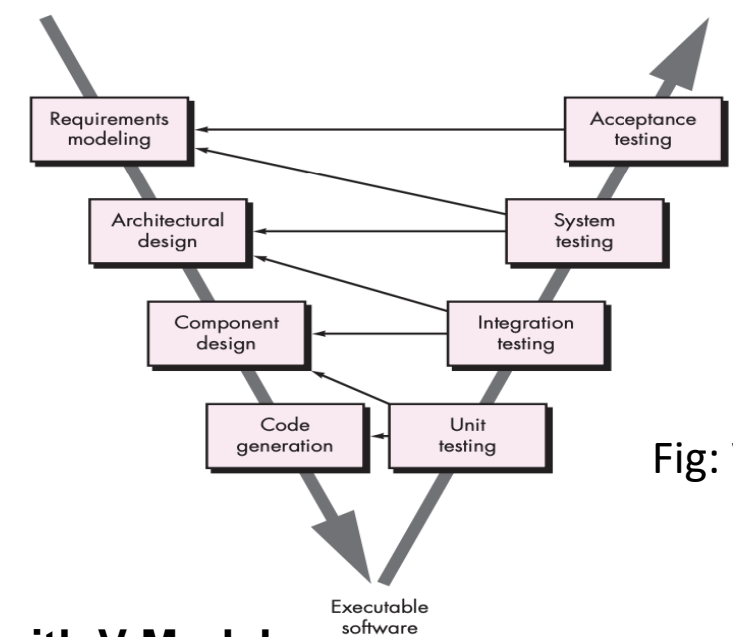 Requirements
modeling
Acceptance
testing
Architectural
design
System
testing
Component
design
Integration
testing
Code
generation
Unit
testing
Fig:
Executable
software